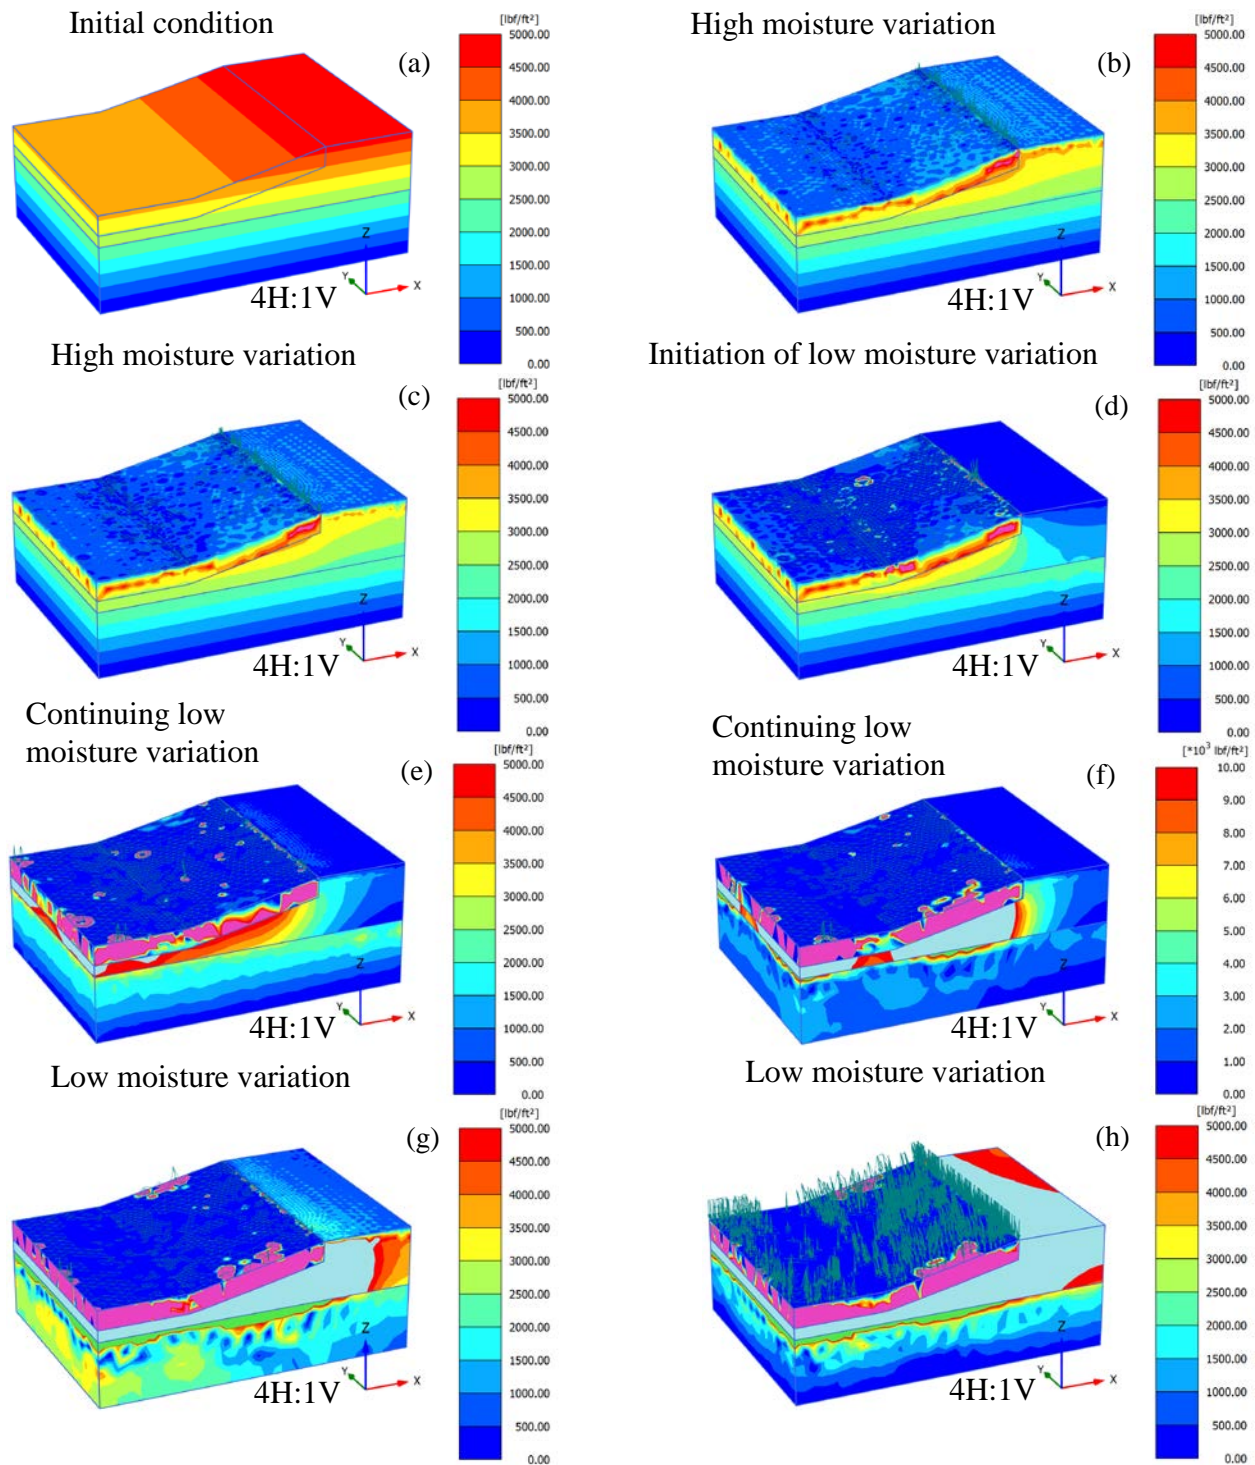 Initial condition
(a)
[lbf/ft²]
5000.00
4500.00
4000.00
3500.00
3000.00
2500.00
2000.00
1500.00
1000.00
500.00
0.00
Z
Y
X
4H:1V
High moisture variation
(b)
[lbf/ft²]
5000.00
4500.00
4000.00
3500.00
3000.00
2500.00
2000.00
1500.00
1000.00
500.00
0.00
Z
Y
X
4H:1V
High moisture variation
(c)
[lbf/ft²]
5000.00
4500.00
4000.00
3500.00
3000.00
2500.00
2000.00
1500.00
1000.00
500.00
0.00
Z
Y
X
4H:1V
Initiation of low moisture variation
(d)
[lbf/ft²]
5000.00
4500.00
4000.00
3500.00
3000.00
2500.00
2000.00
1500.00
1000.00
500.00
0.00
Z
Y
X
4H:1V
Continuing low
moisture variation
(e)
[lbf/ft²]
5000.00
4500.00
4000.00
3500.00
3000.00
2500.00
2000.00
1500.00
1000.00
500.00
0.00
Z
Y
X
4H:1V
Continuing low
moisture variation
(f)
[*10³ lbf/ft²]
10.00
9.00
8.00
7.00
6.00
5.00
4.00
3.00
2.00
1.00
0.00
Z
Y
X
4H:1V
Low moisture variation
(g)
[lbf/ft²]
5000.00
4500.00
4000.00
3500.00
3000.00
2500.00
2000.00
1500.00
1000.00
500.00
0.00
Z
Y
X
4H:1V
Low moisture variation
(h)
[lbf/ft²]
5000.00
4500.00
4000.00
3500.00
3000.00
2500.00
2000.00
1500.00
1000.00
500.00
0.00
Z
Y
X
4H:1V